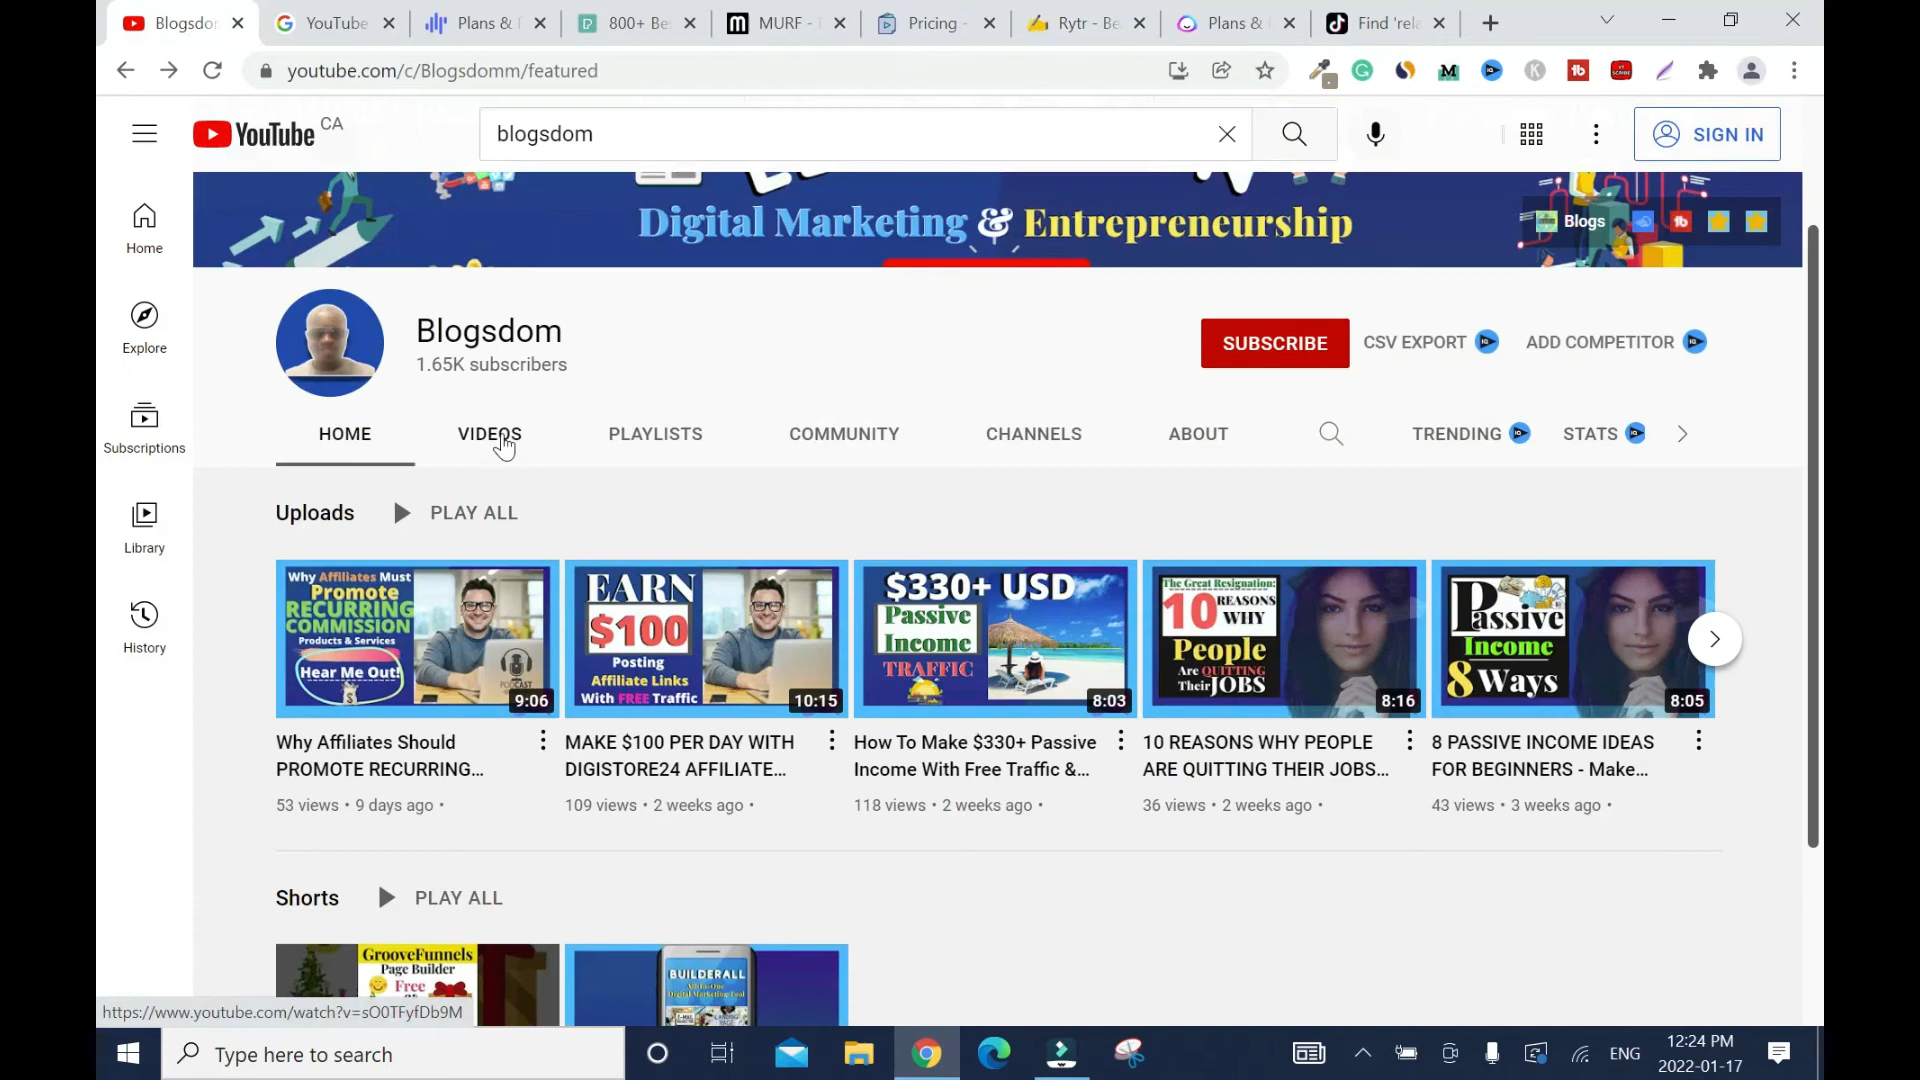 Blogsdo
YouTube
Plans &
800+ Be
MURF -
Pricing -
Rytr - Be
Plans &
Find 'rela
youtube.com/c/Blogsdomm/featured
YouTube CA
blogsdom
SIGN IN
Digital Marketing & Entrepreneurship
Blogs
Home
Explore
Subscriptions
Library
History
Blogsdom
1.65K subscribers
SUBSCRIBE
CSV EXPORT
ADD COMPETITOR
HOME
VIDEOS
PLAYLISTS
COMMUNITY
CHANNELS
ABOUT
TRENDING
STATS
Uploads
PLAY ALL
Why Affiliates Must
Promote
RECURRING
COMMISSION
Products & Services
Hear Me Out!
PODCAST
9:06
EARN
$100
Posting
Affiliate Links
With FREE Traffic
10:15
$330+ USD
Passive
Income
TRAFFIC
8:03
The Great Resignation:
10 REASONS
WHY
People
Are QUITTING
Their JOBS
8:16
Passive
Income
8 Ways
8:05
Why Affiliates Should
PROMOTE RECURRING...
53 views • 9 days ago •
MAKE $100 PER DAY WITH
DIGISTORE24 AFFILIATE...
109 views • 2 weeks ago •
How To Make $330+ Passive
Income With Free Traffic &...
118 views • 2 weeks ago •
10 REASONS WHY PEOPLE
ARE QUITTING THEIR JOBS...
36 views • 2 weeks ago •
8 PASSIVE INCOME IDEAS
FOR BEGINNERS - Make...
43 views • 3 weeks ago •
Shorts
PLAY ALL
GrooveFunnels
Page Builder
Free
BUILDERALL
All-In-One
Digital Marketing Tool
https://www.youtube.com/watch?v=sO0TFyfDb9M
Type here to search
ENG
12:24 PM
2022-01-17